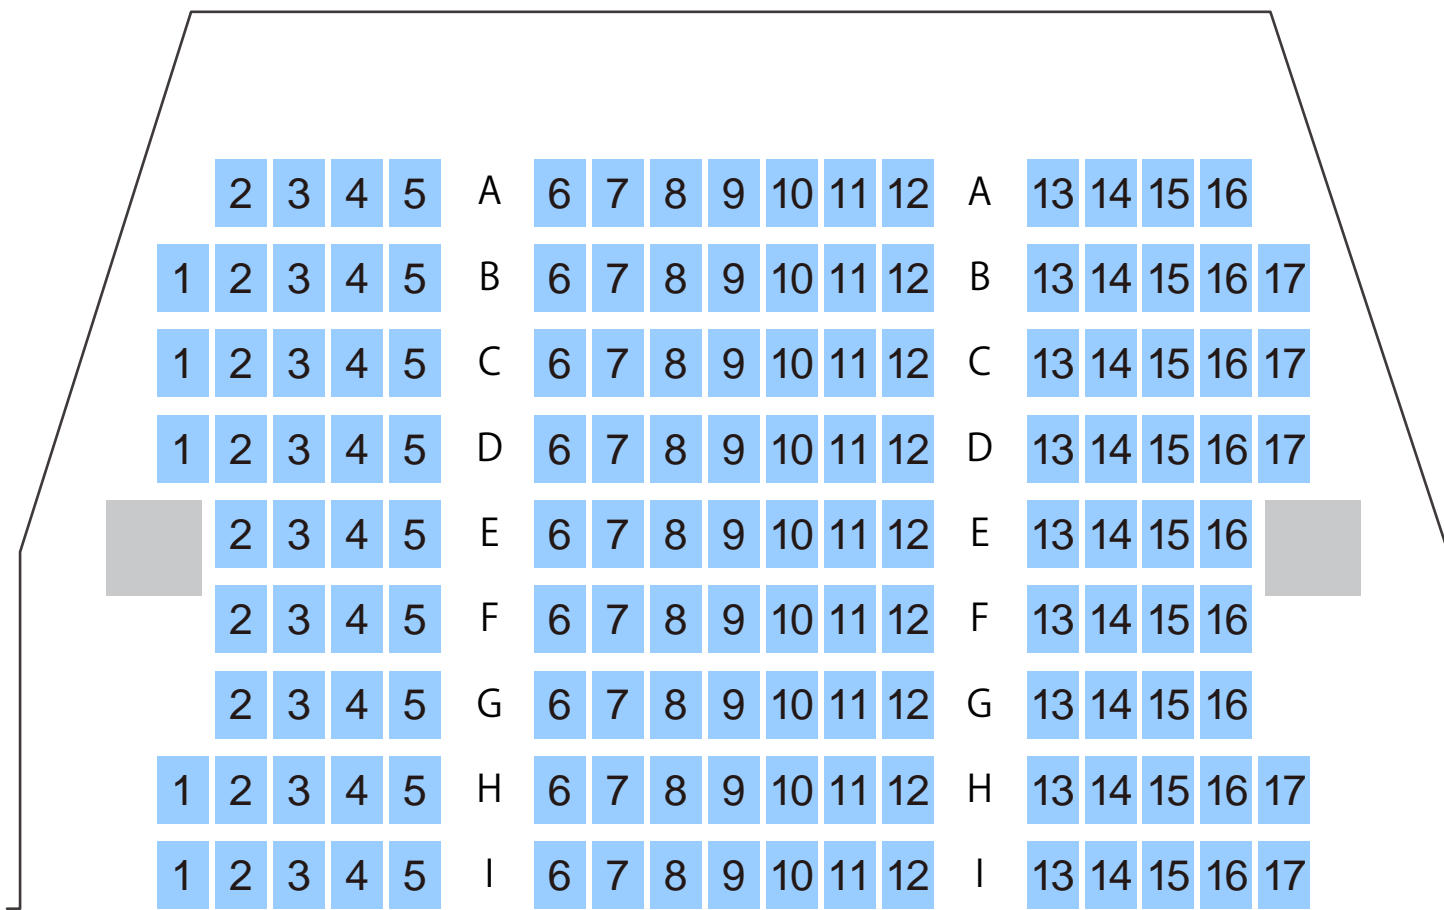 2 3 4 5 A 6 7 8 9 10 11 12 A 13 14 15 16
1 2 3 4 5 B 6 7 8 9 10 11 12 B 13 14 15 16 17
1 2 3 4 5 C 6 7 8 9 10 11 12 C 13 14 15 16 17
1 2 3 4 5 D 6 7 8 9 10 11 12 D 13 14 15 16 17
2 3 4 5 E 6 7 8 9 10 11 12 E 13 14 15 16
2 3 4 5 F 6 7 8 9 10 11 12 F 13 14 15 16
2 3 4 5 G 6 7 8 9 10 11 12 G 13 14 15 16
1 2 3 4 5 H 6 7 8 9 10 11 12 H 13 14 15 16 17
1 2 3 4 5 I 6 7 8 9 10 11 12 I 13 14 15 16 17